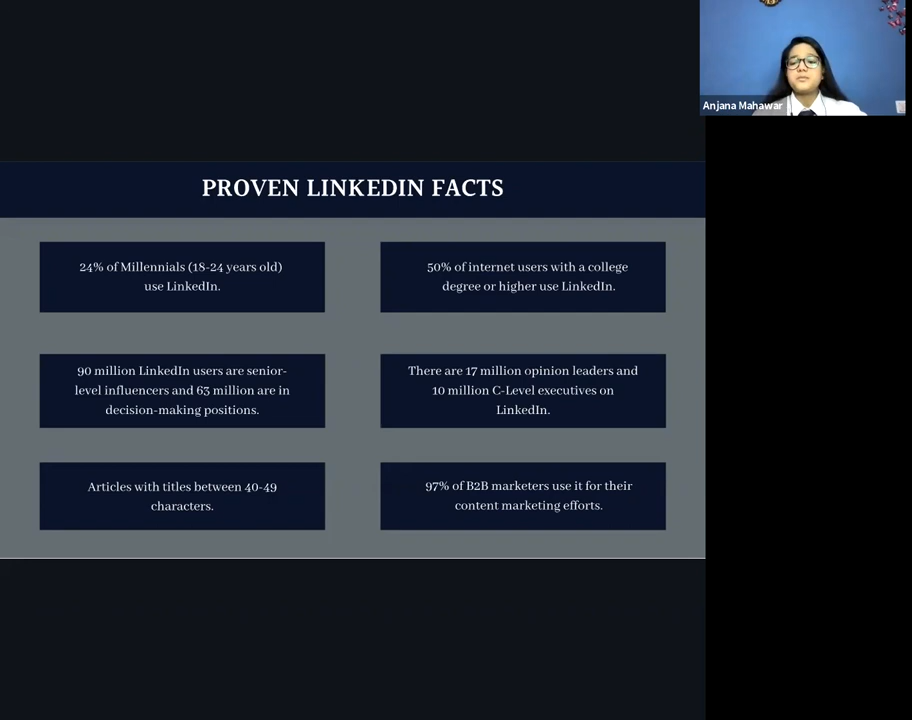 Anjana Mahawar
PROVEN LINKEDIN FACTS
24% of Millennials (18-24 years old)
use LinkedIn.
50% of internet users with a college
degree or higher use LinkedIn.
90 million LinkedIn users are senior-
level influencers and 63 million are in
decision-making positions.
There are 17 million opinion leaders and
10 million C-Level executives on
LinkedIn.
Articles with titles between 40-49
characters.
97% of B2B marketers use it for their
content marketing efforts.